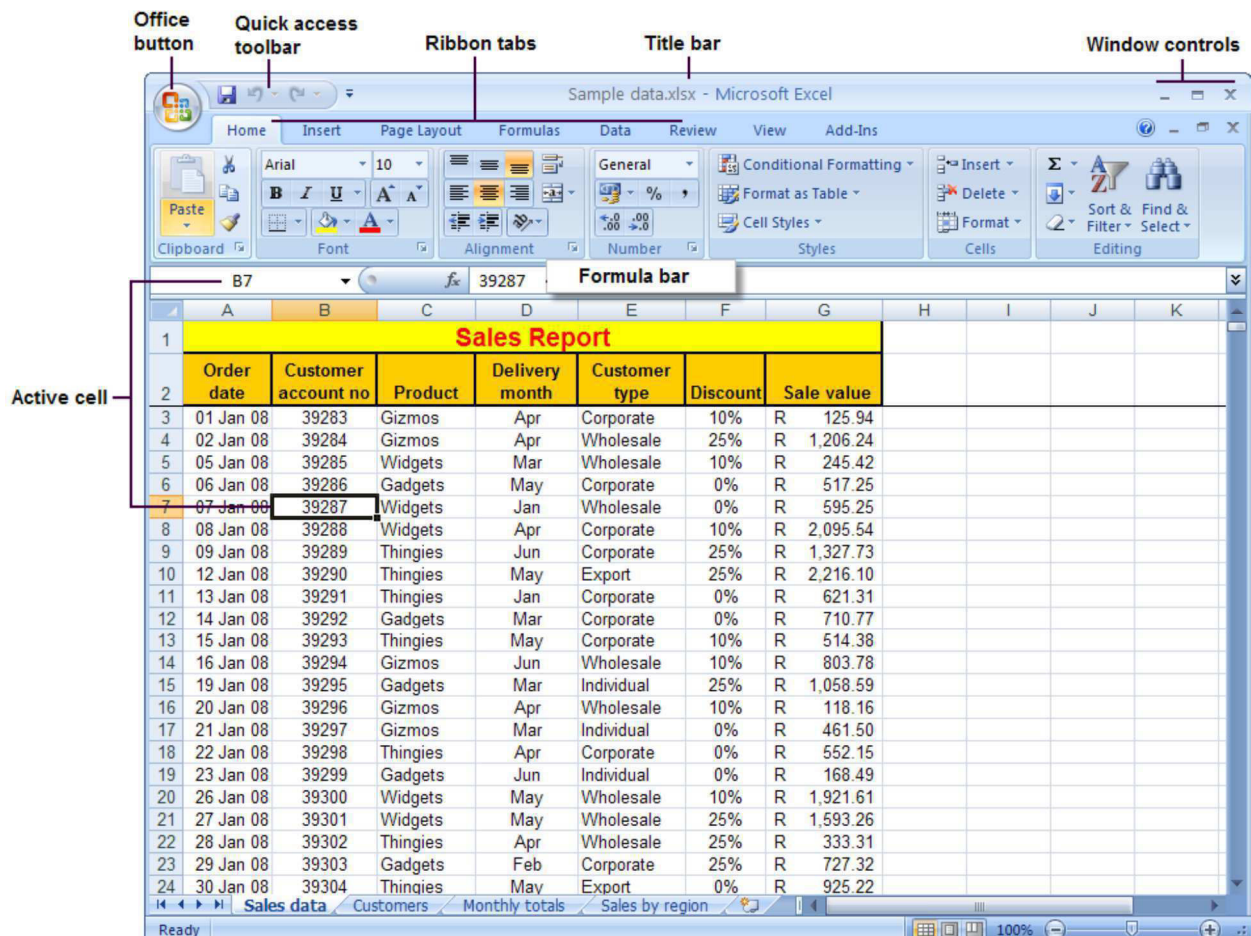 Office button
Quick access toolbar
Ribbon tabs
Title bar
Window controls
Sample data.xlsx - Microsoft Excel
Home Insert Page Layout Formulas Data Review View Add-Ins
Arial 10 General Conditional Formatting Insert Σ
B I U A A % , Format as Table Delete
Paste A .0 .00 .00 .0 Cell Styles Format Sort & Filter Find & Select
Clipboard Font Alignment Number Styles Cells Editing
B7 fx 39287 Formula bar
A B C D E F G H I J K
1 Sales Report
2 Order date Customer account no Product Delivery month Customer type Discount Sale value
Active cell
3 01 Jan 08 39283 Gizmos Apr Corporate 10% R 125.94
4 02 Jan 08 39284 Gizmos Apr Wholesale 25% R 1,206.24
5 05 Jan 08 39285 Widgets Mar Wholesale 10% R 245.42
6 06 Jan 08 39286 Gadgets May Corporate 0% R 517.25
7 07 Jan 08 39287 Widgets Jan Wholesale 0% R 595.25
8 08 Jan 08 39288 Widgets Apr Corporate 10% R 2,095.54
9 09 Jan 08 39289 Thingies Jun Corporate 25% R 1,327.73
10 12 Jan 08 39290 Thingies May Export 25% R 2,216.10
11 13 Jan 08 39291 Thingies Jan Corporate 0% R 621.31
12 14 Jan 08 39292 Gadgets Mar Corporate 0% R 710.77
13 15 Jan 08 39293 Thingies May Corporate 10% R 514.38
14 16 Jan 08 39294 Gizmos Jun Wholesale 10% R 803.78
15 19 Jan 08 39295 Gadgets Mar Individual 25% R 1,058.59
16 20 Jan 08 39296 Gizmos Apr Wholesale 10% R 118.16
17 21 Jan 08 39297 Gizmos Mar Individual 0% R 461.50
18 22 Jan 08 39298 Thingies Apr Corporate 0% R 552.15
19 23 Jan 08 39299 Gadgets Jun Individual 0% R 168.49
20 26 Jan 08 39300 Widgets May Wholesale 10% R 1,921.61
21 27 Jan 08 39301 Widgets May Wholesale 25% R 1,593.26
22 28 Jan 08 39302 Thingies Apr Wholesale 25% R 333.31
23 29 Jan 08 39303 Gadgets Feb Corporate 25% R 727.32
24 30 Jan 08 39304 Thingies May Export 0% R 925.22
Sales data Customers Monthly totals Sales by region
Ready 100%